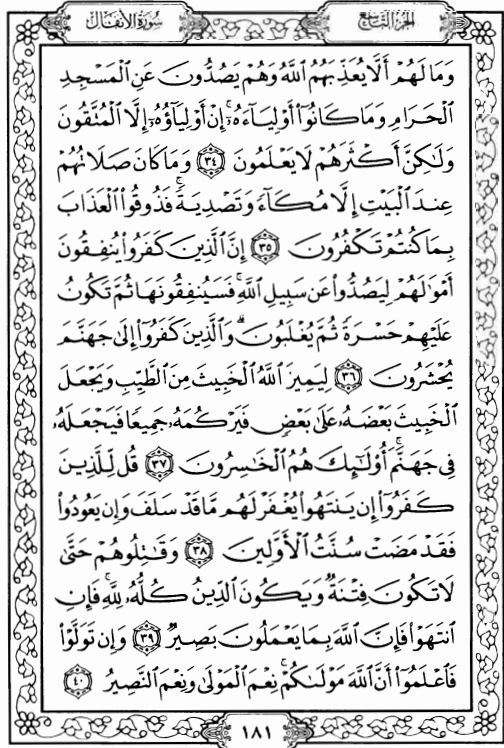 الجزء التاسع
سورة الأنفال
وَمَا لَهُمْ أَلَّا يُعَذِّبَهُمُ ٱللَّهُ وَهُمْ يَصُدُّونَ عَنِ ٱلْمَسْجِدِ
ٱلْحَرَامِ وَمَا كَانُوٓا۟ أَوْلِيَآءَهُۥٓ ۚ إِنْ أَوْلِيَآؤُهُۥٓ إِلَّا ٱلْمُتَّقُونَ
وَلَٰكِنَّ أَكْثَرَهُمْ لَا يَعْلَمُونَ ٣٤ وَمَا كَانَ صَلَاتُهُمْ
عِندَ ٱلْبَيْتِ إِلَّا مُكَآءً وَتَصْدِيَةً ۚ فَذُوقُوا۟ ٱلْعَذَابَ
بِمَا كُنتُمْ تَكْفُرُونَ ٣٥ إِنَّ ٱلَّذِينَ كَفَرُوا۟ يُنفِقُونَ
أَمْوَٰلَهُمْ لِيَصُدُّوا۟ عَن سَبِيلِ ٱللَّهِ ۚ فَسَيُنفِقُونَهَا ثُمَّ تَكُونُ
عَلَيْهِمْ حَسْرَةً ثُمَّ يُغْلَبُونَ ۗ وَٱلَّذِينَ كَفَرُوٓا۟ إِلَىٰ جَهَنَّمَ
يُحْشَرُونَ ٣٦ لِيَمِيزَ ٱللَّهُ ٱلْخَبِيثَ مِنَ ٱلطَّيِّبِ وَيَجْعَلَ
ٱلْخَبِيثَ بَعْضَهُۥ عَلَىٰ بَعْضٍ فَيَرْكُمَهُۥ جَمِيعًا فَيَجْعَلَهُۥ
فِى جَهَنَّمَ ۚ أُو۟لَٰٓئِكَ هُمُ ٱلْخَٰسِرُونَ ٣٧ قُل لِّلَّذِينَ
كَفَرُوٓا۟ إِن يَنتَهُوا۟ يُغْفَرْ لَهُم مَّا قَدْ سَلَفَ وَإِن يَعُودُوا۟
فَقَدْ مَضَتْ سُنَّتُ ٱلْأَوَّلِينَ ٣٨ وَقَٰتِلُوهُمْ حَتَّىٰ
لَا تَكُونَ فِتْنَةٌ وَيَكُونَ ٱلدِّينُ كُلُّهُۥ لِلَّهِ ۚ فَإِنِ
ٱنتَهَوْا۟ فَإِنَّ ٱللَّهَ بِمَا يَعْمَلُونَ بَصِيرٌ ٣٩ وَإِن تَوَلَّوْا۟
فَٱعْلَمُوٓا۟ أَنَّ ٱللَّهَ مَوْلَىٰكُمْ ۚ نِعْمَ ٱلْمَوْلَىٰ وَنِعْمَ ٱلنَّصِيرُ ٤٠
١٨١